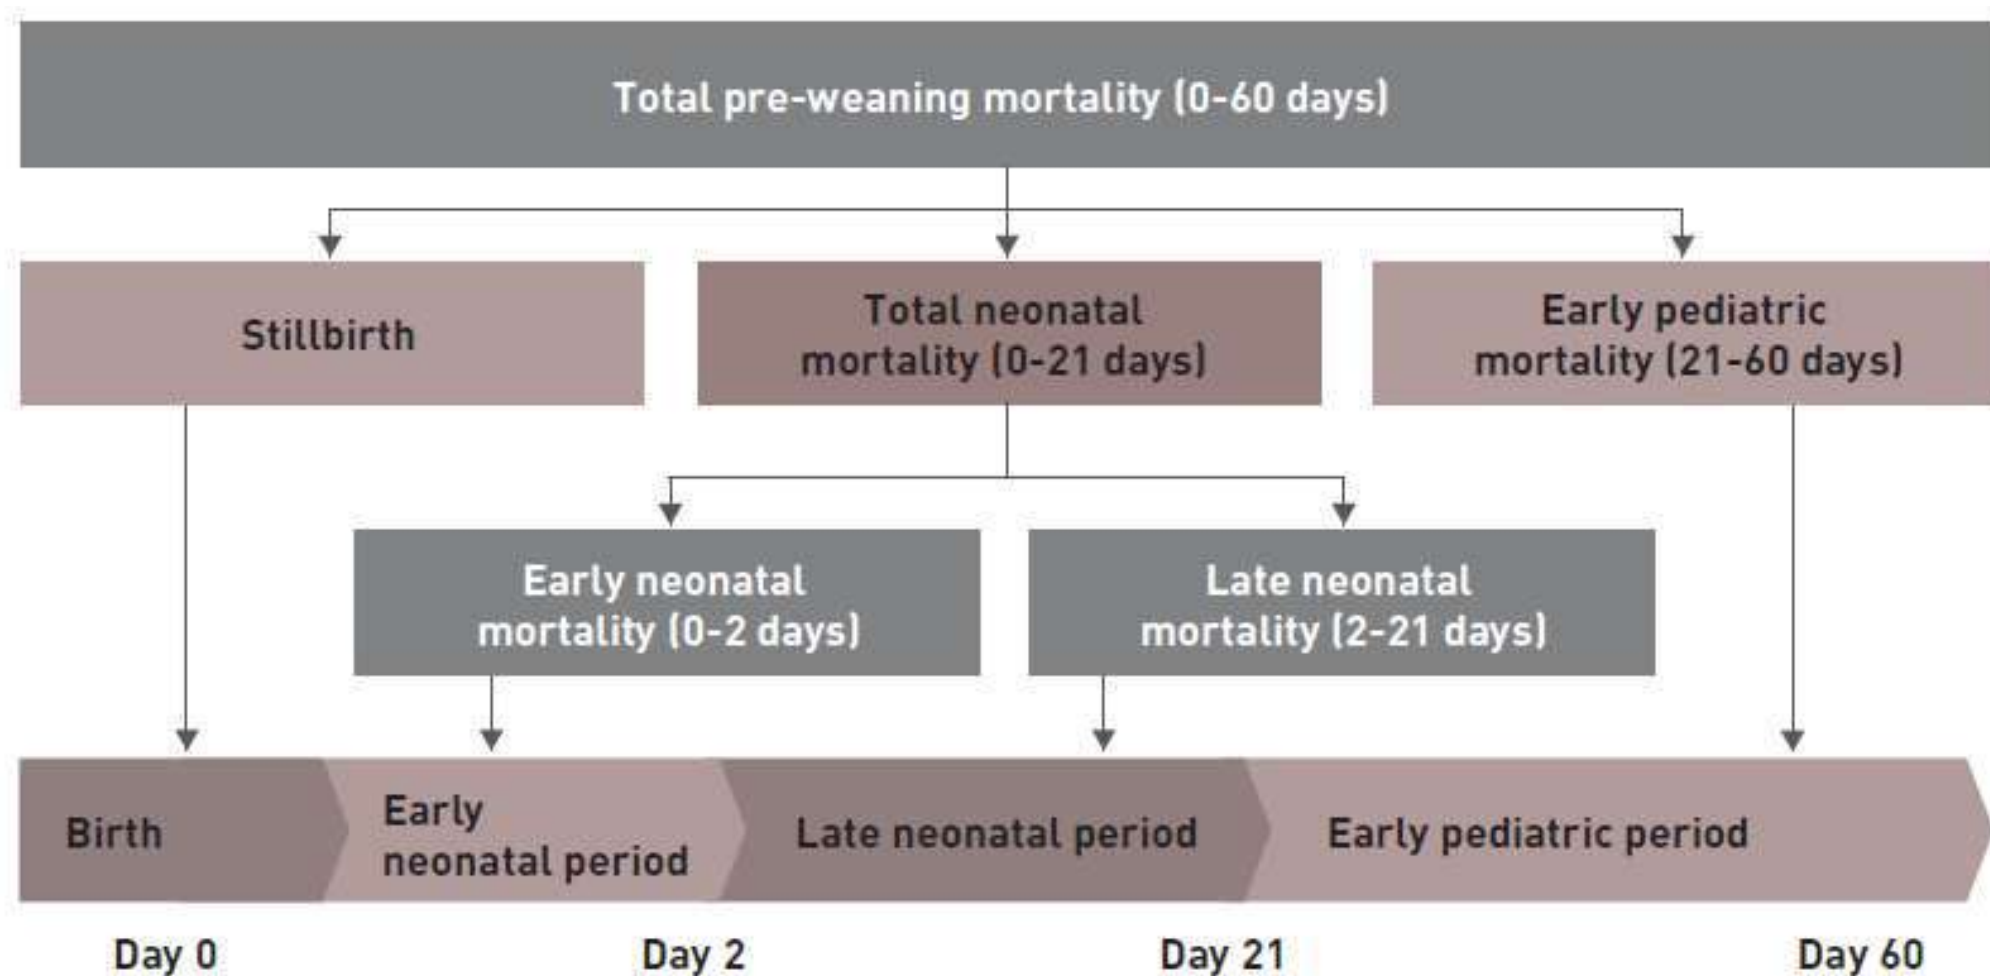 Total pre-weaning mortality (0-60 days)
Stillbirth
Total neonatal
mortality (0-21 days)
Early pediatric
mortality (21-60 days)
Early neonatal
mortality (0-2 days)
Late neonatal
mortality (2-21 days)
Birth
Early
neonatal period
Late neonatal period
Early pediatric period
Day 0
Day 2
Day 21
Day 60